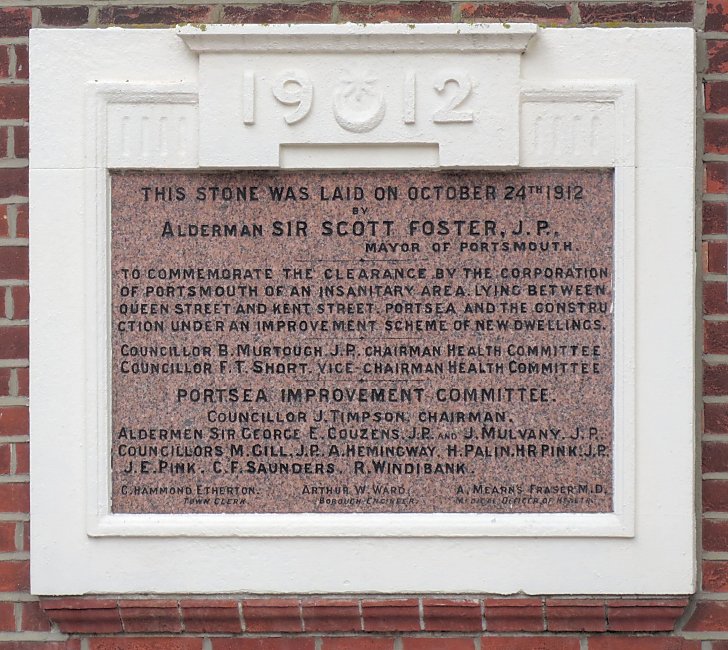 1912
THIS STONE WAS LAID ON OCTOBER 24TH 1912
BY
ALDERMAN SIR SCOTT FOSTER, J.P.,
MAYOR OF PORTSMOUTH.
TO COMMEMORATE THE CLEARANCE BY THE CORPORATION
OF PORTSMOUTH OF AN INSANITARY AREA LYING BETWEEN
QUEEN STREET AND KENT STREET, PORTSEA AND THE CONSTRU
CTION UNDER AN IMPROVEMENT SCHEME OF NEW DWELLINGS.
COUNCILLOR B. MURTOUGH. J.P. CHAIRMAN HEALTH COMMITTEE
COUNCILLOR F.T. SHORT, VICE-CHAIRMAN HEALTH COMMITTEE
PORTSEA IMPROVEMENT COMMITTEE.
COUNCILLOR J. TIMPSON, CHAIRMAN.
ALDERMEN SIR GEORGE E. COUZENS, J.P. AND J. MULVANY, J.P.
COUNCILLORS M. GILL, J.P. A. HEMINGWAY, H. PALIN, H.R. PINK, J.P.
J.E. PINK. C.F. SAUNDERS. R. WINDIBANK.
C. HAMMOND ETHERTON. ARTHUR W. WARD. A. MEARNS FRASER M.D.
TOWN CLERK. BOROUGH ENGINEER. MEDICAL OFFICER OF HEALTH.